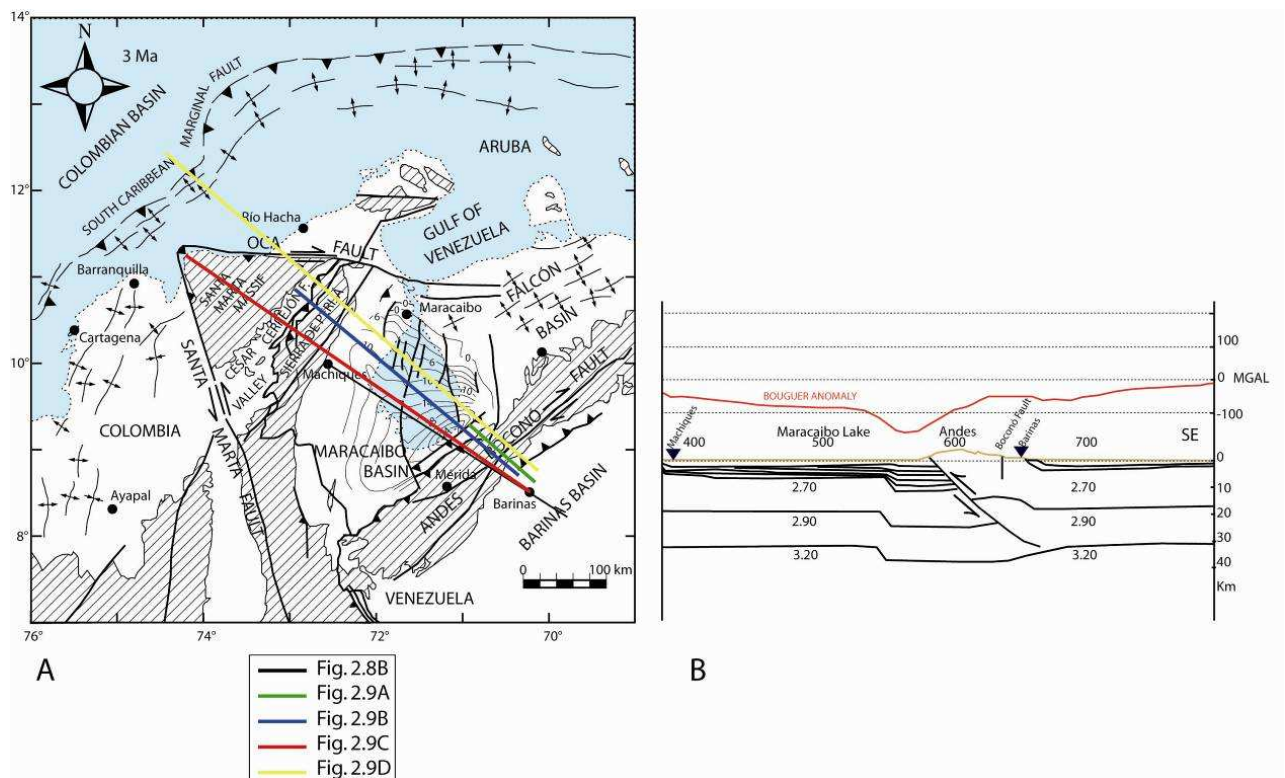 14°
N
3 Ma
COLOMBIAN BASIN
SOUTH CARIBBEAN
MARGINAL
FAULT
ARUBA
12°
Río Hacha
OCA
FAULT
GULF OF
VENEZUELA
Barranquilla
SANTA
MARTA
MASSIF
CERREJÓN F.
SIERRA DE PERIJÁ
Maracaibo
FALCÓN
BASIN
10°
Cartagena
CESAR
VALLEY
Machiques
SANTA
MARTA
FAULT
COLOMBIA
MARACAIBO
BASIN
BOCONÓ
FAULT
Mérida
Ayapal
ANDES
Barinas
BARINAS BASIN
8°
0
100 km
VENEZUELA
76°
74°
72°
70°
A
Fig. 2.8B
Fig. 2.9A
Fig. 2.9B
Fig. 2.9C
Fig. 2.9D
100
0 MGAL
-100
BOUGUER ANOMALY
Machiques
Maracaibo Lake
Andes
Boconó Fault
Barinas
400
500
600
700
SE
0
2.70
2.70
10
20
2.90
2.90
30
3.20
3.20
40
Km
B